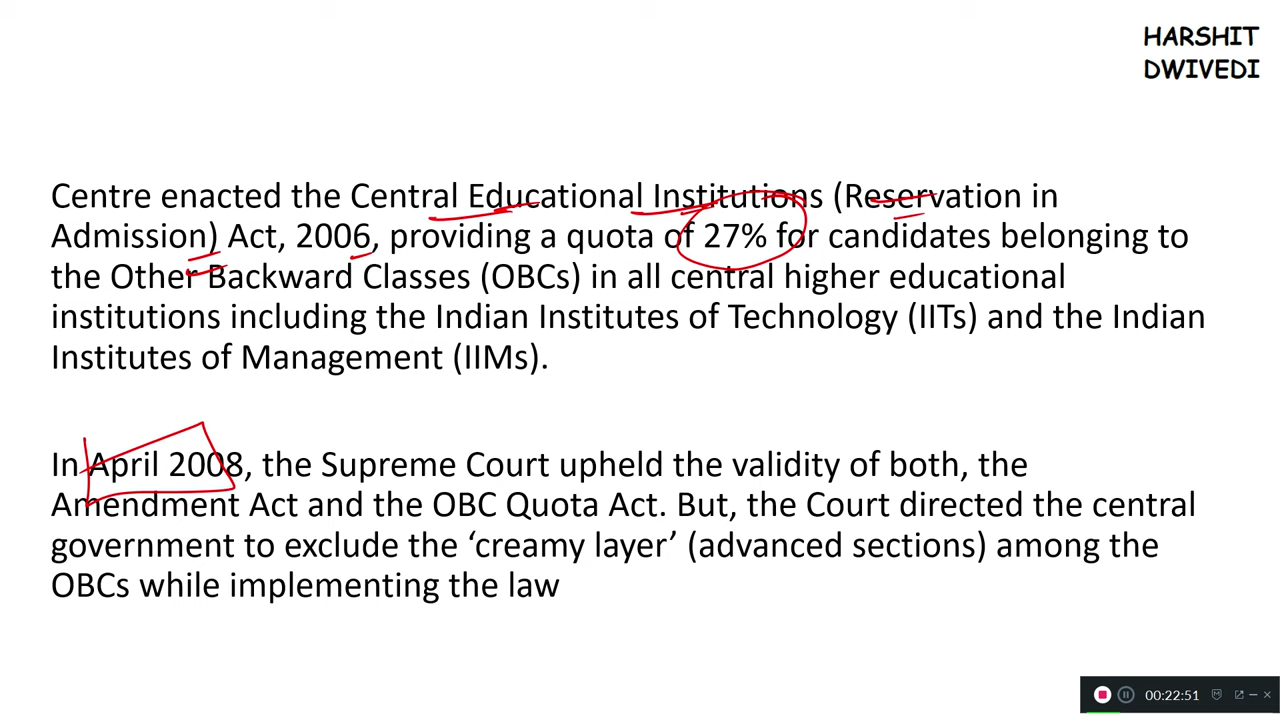 HARSHIT
DWIVEDI
Centre enacted the Central Educational Institutions (Reservation in
Admission) Act, 2006, providing a quota of 27% for candidates belonging to
the Other Backward Classes (OBCs) in all central higher educational
institutions including the Indian Institutes of Technology (IITs) and the Indian
Institutes of Management (IIMs).
In April 2008, the Supreme Court upheld the validity of both, the
Amendment Act and the OBC Quota Act. But, the Court directed the central
government to exclude the ‘creamy layer’ (advanced sections) among the
OBCs while implementing the law
00:22:51